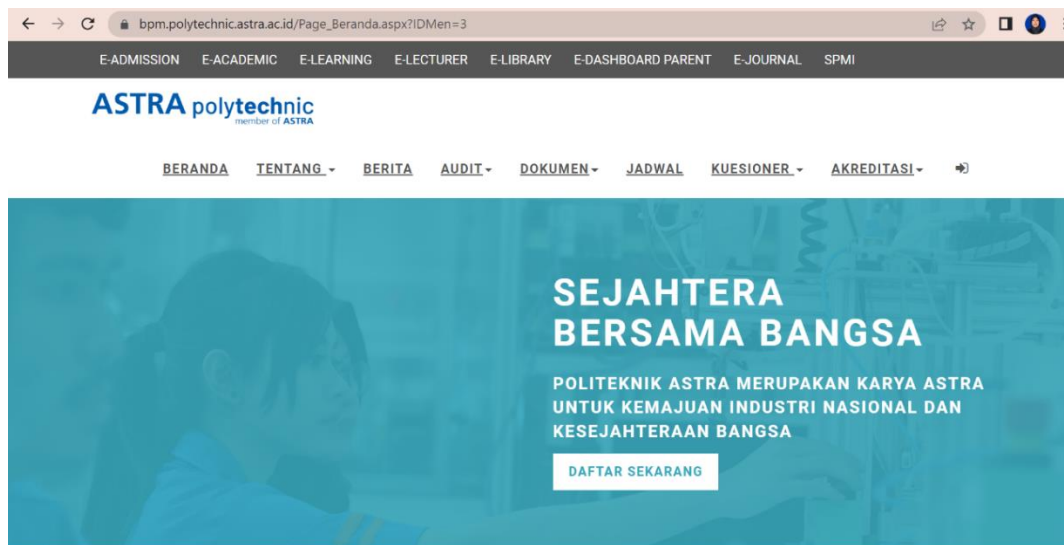 bpm.polytechnic.astra.ac.id/Page_Beranda.aspx?IDMen=3
E-ADMISSION E-ACADEMIC E-LEARNING E-LECTURER E-LIBRARY E-DASHBOARD PARENT E-JOURNAL SPMI
ASTRA polytechnic
member of ASTRA
BERANDA TENTANG BERITA AUDIT DOKUMEN JADWAL KUESIONER AKREDITASI
SEJAHTERA
BERSAMA BANGSA
POLITEKNIK ASTRA MERUPAKAN KARYA ASTRA
UNTUK KEMAJUAN INDUSTRI NASIONAL DAN
KESEJAHTERAAN BANGSA
DAFTAR SEKARANG